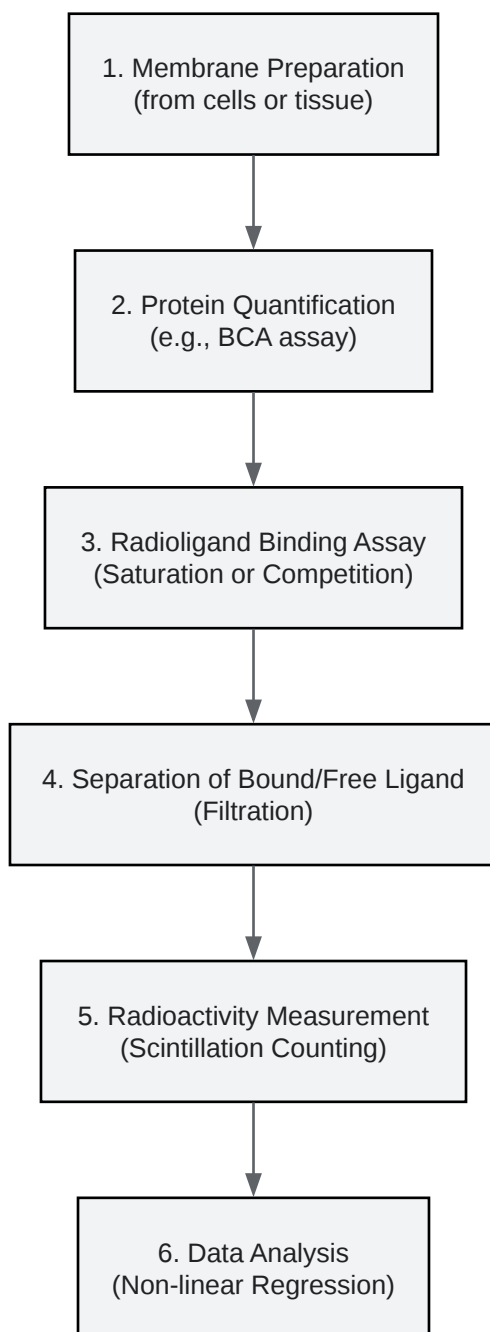 1. Membrane Preparation
(from cells or tissue)
2. Protein Quantification
(e.g., BCA assay)
3. Radioligand Binding Assay
(Saturation or Competition)
4. Separation of Bound/Free Ligand
(Filtration)
5. Radioactivity Measurement
(Scintillation Counting)
6. Data Analysis
(Non-linear Regression)